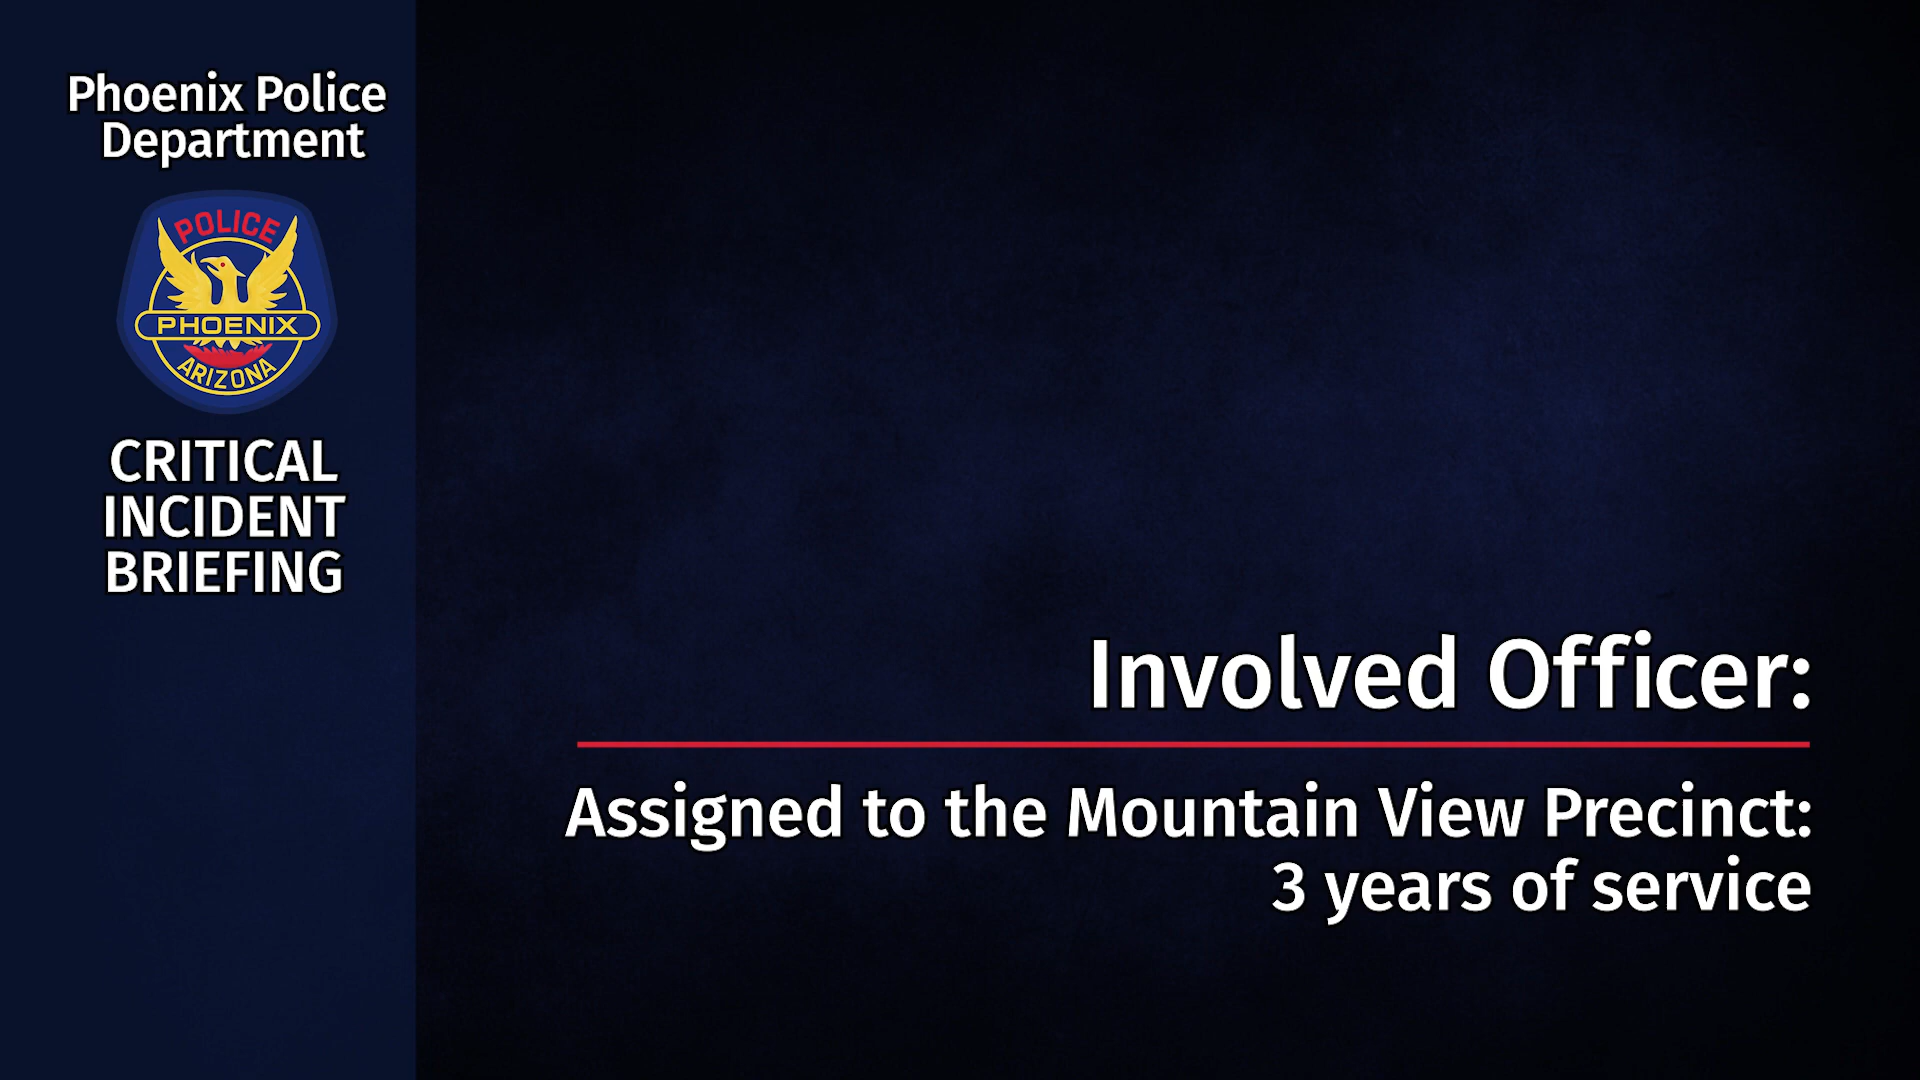 Phoenix Police
Department
POLICE
PHOENIX
ARIZONA
CRITICAL
INCIDENT
BRIEFING
Involved Officer:
Assigned to the Mountain View Precinct:
3 years of service